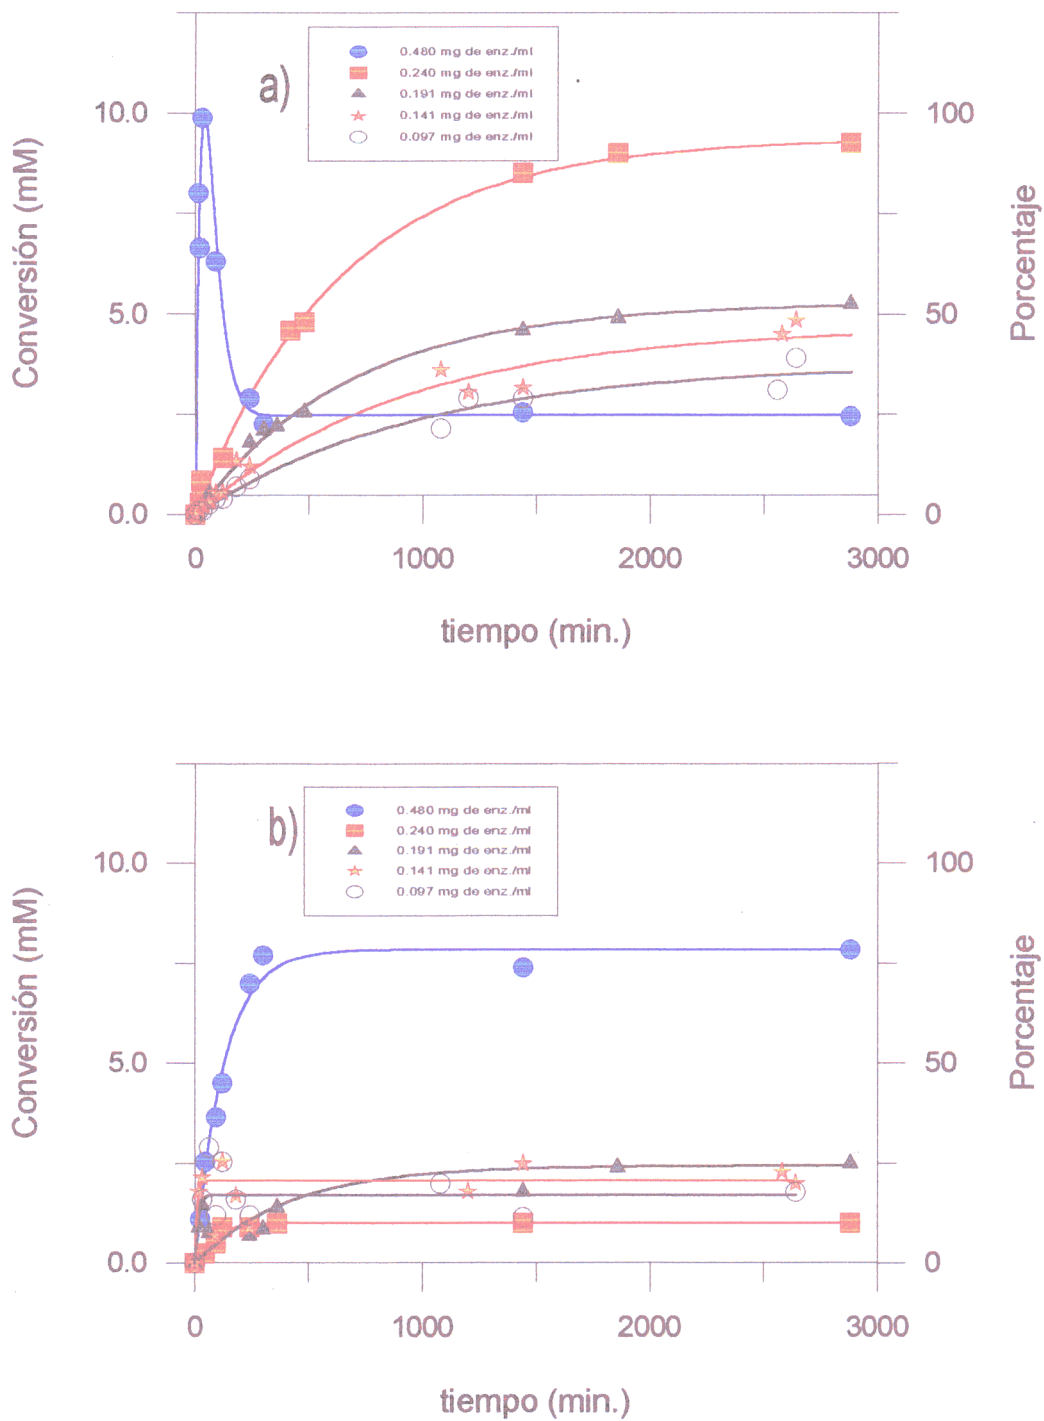 a)
0.480 mg de enz./ml
0.240 mg de enz./ml
0.191 mg de enz./ml
0.141 mg de enz./ml
0.097 mg de enz./ml
Conversión (mM)
10.0
5.0
0.0
100
50
0
Porcentaje
0
1000
2000
3000
tiempo (min.)
b)
0.480 mg de enz./ml
0.240 mg de enz./ml
0.191 mg de enz./ml
0.141 mg de enz./ml
0.097 mg de enz./ml
Conversión (mM)
10.0
5.0
0.0
100
50
0
Porcentaje
0
1000
2000
3000
tiempo (min.)